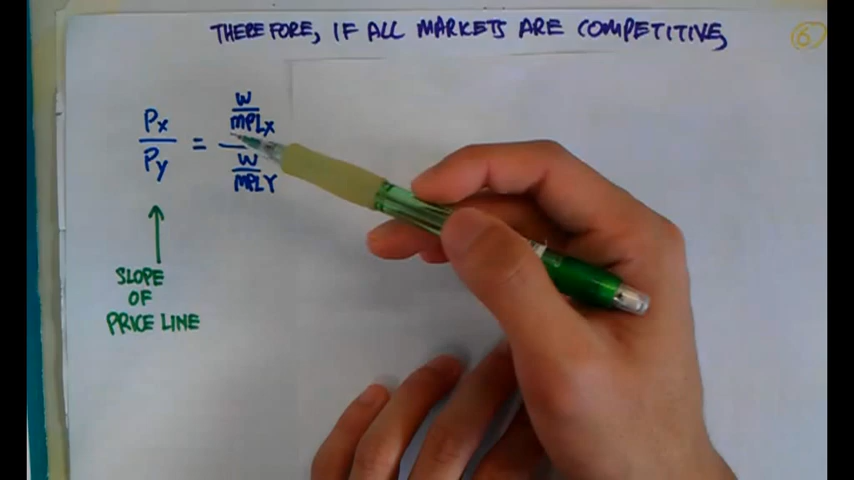 THEREFORE, IF ALL MARKETS ARE COMPETITIVE,
6
Px/Py = (W/MPLx)/(W/MPLY)
SLOPE
OF
PRICE LINE